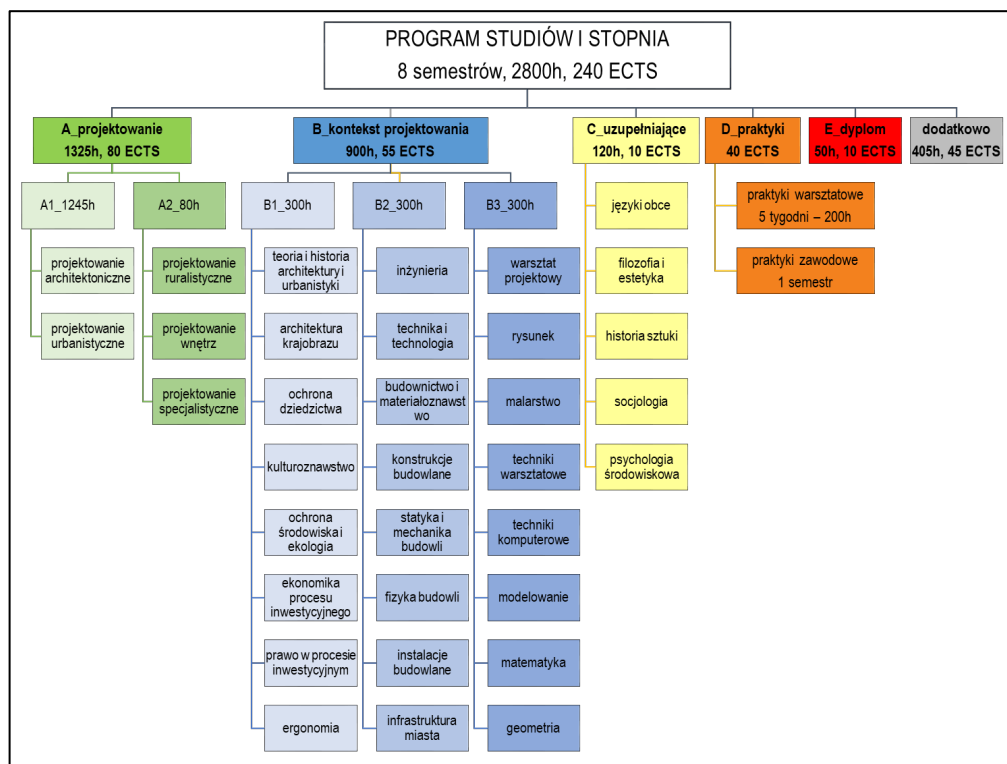 PROGRAM STUDIÓW I STOPNIA
8 semestrów, 2800h, 240 ECTS
A_projektowanie
1325h, 80 ECTS
B_kontekst projektowania
900h, 55 ECTS
C_uzupełniające
120h, 10 ECTS
D_praktyki
40 ECTS
E_dyplom
50h, 10 ECTS
dodatkowo
405h, 45 ECTS
A1_1245h
projektowanie
architektoniczne
projektowanie
urbanistyczne
A2_80h
projektowanie
ruralistyczne
projektowanie
wnętrz
projektowanie
specjalistyczne
B1_300h
teoria i historia
architektury i
urbanistyki
architektura
krajobrazu
ochrona
dziedzictwa
kulturoznawstwo
ochrona
środowiska i
ekologia
ekonomika
procesu
inwestycyjnego
prawo w procesie
inwestycyjnym
ergonomia
B2_300h
inżynieria
technika i
technologia
budownictwo i
materiałoznawst
wo
konstrukcje
budowlane
statyka i
mechanika
budowli
fizyka budowli
instalacje
budowlane
infrastruktura
miasta
B3_300h
warsztat
projektowy
rysunek
malarstwo
techniki
warsztatowe
techniki
komputerowe
modelowanie
matematyka
geometria
języki obce
filozofia i
estetyka
historia sztuki
socjologia
psychologia
środowiskowa
praktyki warsztatowe
5 tygodni – 200h
praktyki zawodowe
1 semestr